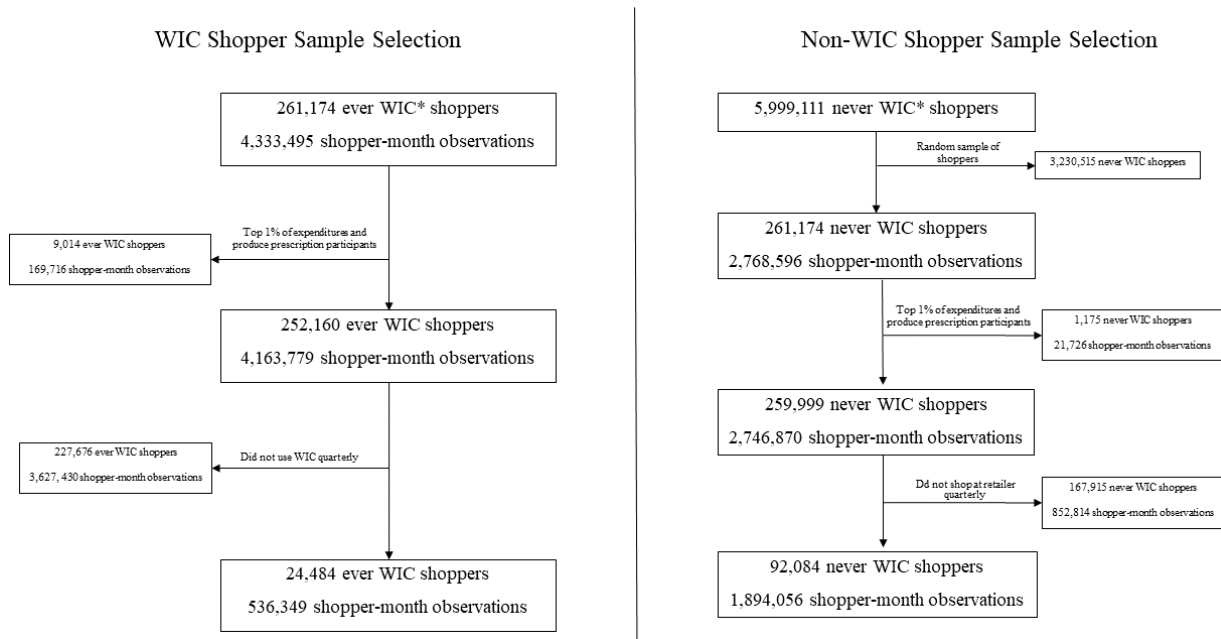 WIC Shopper Sample Selection
261,174 ever WIC* shoppers
4,333,495 shopper-month observations
Top 1% of expenditures and
produce prescription participants
9,014 ever WIC shoppers
169,716 shopper-month observations
252,160 ever WIC shoppers
4,163,779 shopper-month observations
Did not use WIC quarterly
227,676 ever WIC shoppers
3,627, 430 shopper-month observations
24,484 ever WIC shoppers
536,349 shopper-month observations
Non-WIC Shopper Sample Selection
5,999,111 never WIC* shoppers
Random sample of
shoppers
3,230,515 never WIC shoppers
261,174 never WIC shoppers
2,768,596 shopper-month observations
Top 1% of expenditures and
produce prescription participants
1,175 never WIC shoppers
21,726 shopper-month observations
259,999 never WIC shoppers
2,746,870 shopper-month observations
Dd not shop at retailer
quarterly
167,915 never WIC shoppers
852,814 shopper-month observations
92,084 never WIC shoppers
1,894,056 shopper-month observations